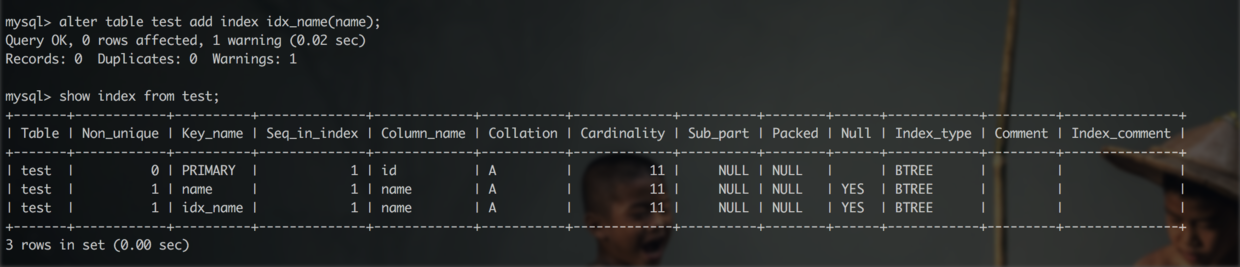 mysql> alter table test add index idx_name(name);
Query OK, 0 rows affected, 1 warning (0.02 sec)
Records: 0  Duplicates: 0  Warnings: 1
mysql> show index from test;
+-------+------------+----------+--------------+-------------+-----------+-------------+----------+--------+------+------------+---------+---------------+
| Table | Non_unique | Key_name | Seq_in_index | Column_name | Collation | Cardinality | Sub_part | Packed | Null | Index_type | Comment | Index_comment |
+-------+------------+----------+--------------+-------------+-----------+-------------+----------+--------+------+------------+---------+---------------+
| test  |          0 | PRIMARY  |            1 | id          | A         |          11 |     NULL | NULL   |      | BTREE      |         |               |
| test  |          1 | name     |            1 | name        | A         |          11 |     NULL | NULL   | YES  | BTREE      |         |               |
| test  |          1 | idx_name |            1 | name        | A         |          11 |     NULL | NULL   | YES  | BTREE      |         |               |
+-------+------------+----------+--------------+-------------+-----------+-------------+----------+--------+------+------------+---------+---------------+
3 rows in set (0.00 sec)